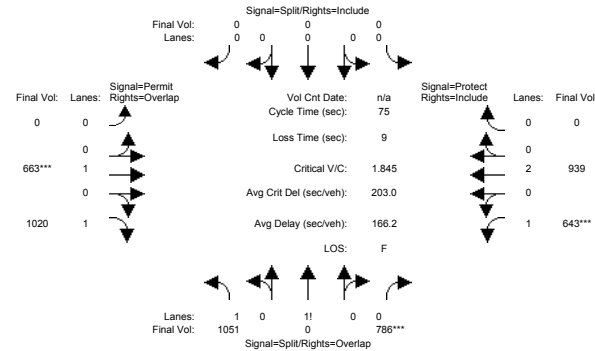 Signal=Split/Rights=Include
Final Vol: 0 0 0
Lanes: 0 0 0 0 0
Signal=Permit Signal=Protect
Final Vol: Lanes: Rights=Overlap Vol Cnt Date: n/a Rights=Include Lanes: Final Vol
Cycle Time (sec): 75
0 0 0 0
Loss Time (sec): 9
0 0
663*** 1 Critical V/C: 1.845 2 939
0 Avg Crit Del (sec/veh): 203.0 0
1020 1 Avg Delay (sec/veh): 166.2 1 643***
LOS: F
Lanes: 1 0 1! 0 0
Final Vol: 1051 0 786***
Signal=Split/Rights=Overlap